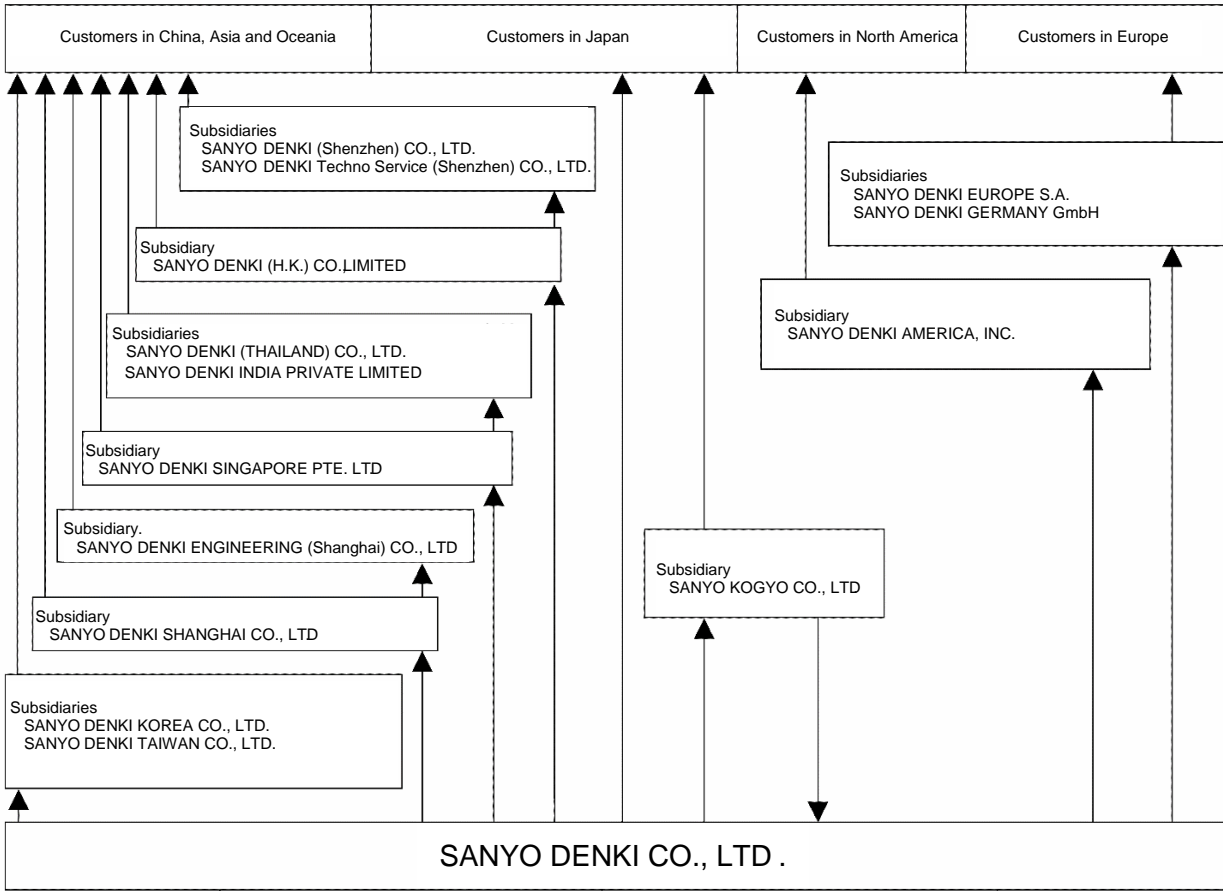 Customers in China, Asia and Oceania
Customers in Japan
Customers in North America
Customers in Europe
Subsidiaries
SANYO DENKI (Shenzhen) CO., LTD.
SANYO DENKI Techno Service (Shenzhen) CO., LTD.
Subsidiaries
SANYO DENKI EUROPE S.A.
SANYO DENKI GERMANY GmbH
Subsidiary
SANYO DENKI (H.K.) CO.,LIMITED
Subsidiary
SANYO DENKI AMERICA, INC.
Subsidiaries
SANYO DENKI (THAILAND) CO., LTD.
SANYO DENKI INDIA PRIVATE LIMITED
Subsidiary
SANYO DENKI SINGAPORE PTE. LTD
Subsidiary.
SANYO DENKI ENGINEERING (Shanghai) CO., LTD
Subsidiary
SANYO KOGYO CO., LTD
Subsidiary
SANYO DENKI SHANGHAI CO., LTD
Subsidiaries
SANYO DENKI KOREA CO., LTD.
SANYO DENKI TAIWAN CO., LTD.
SANYO DENKI CO., LTD .